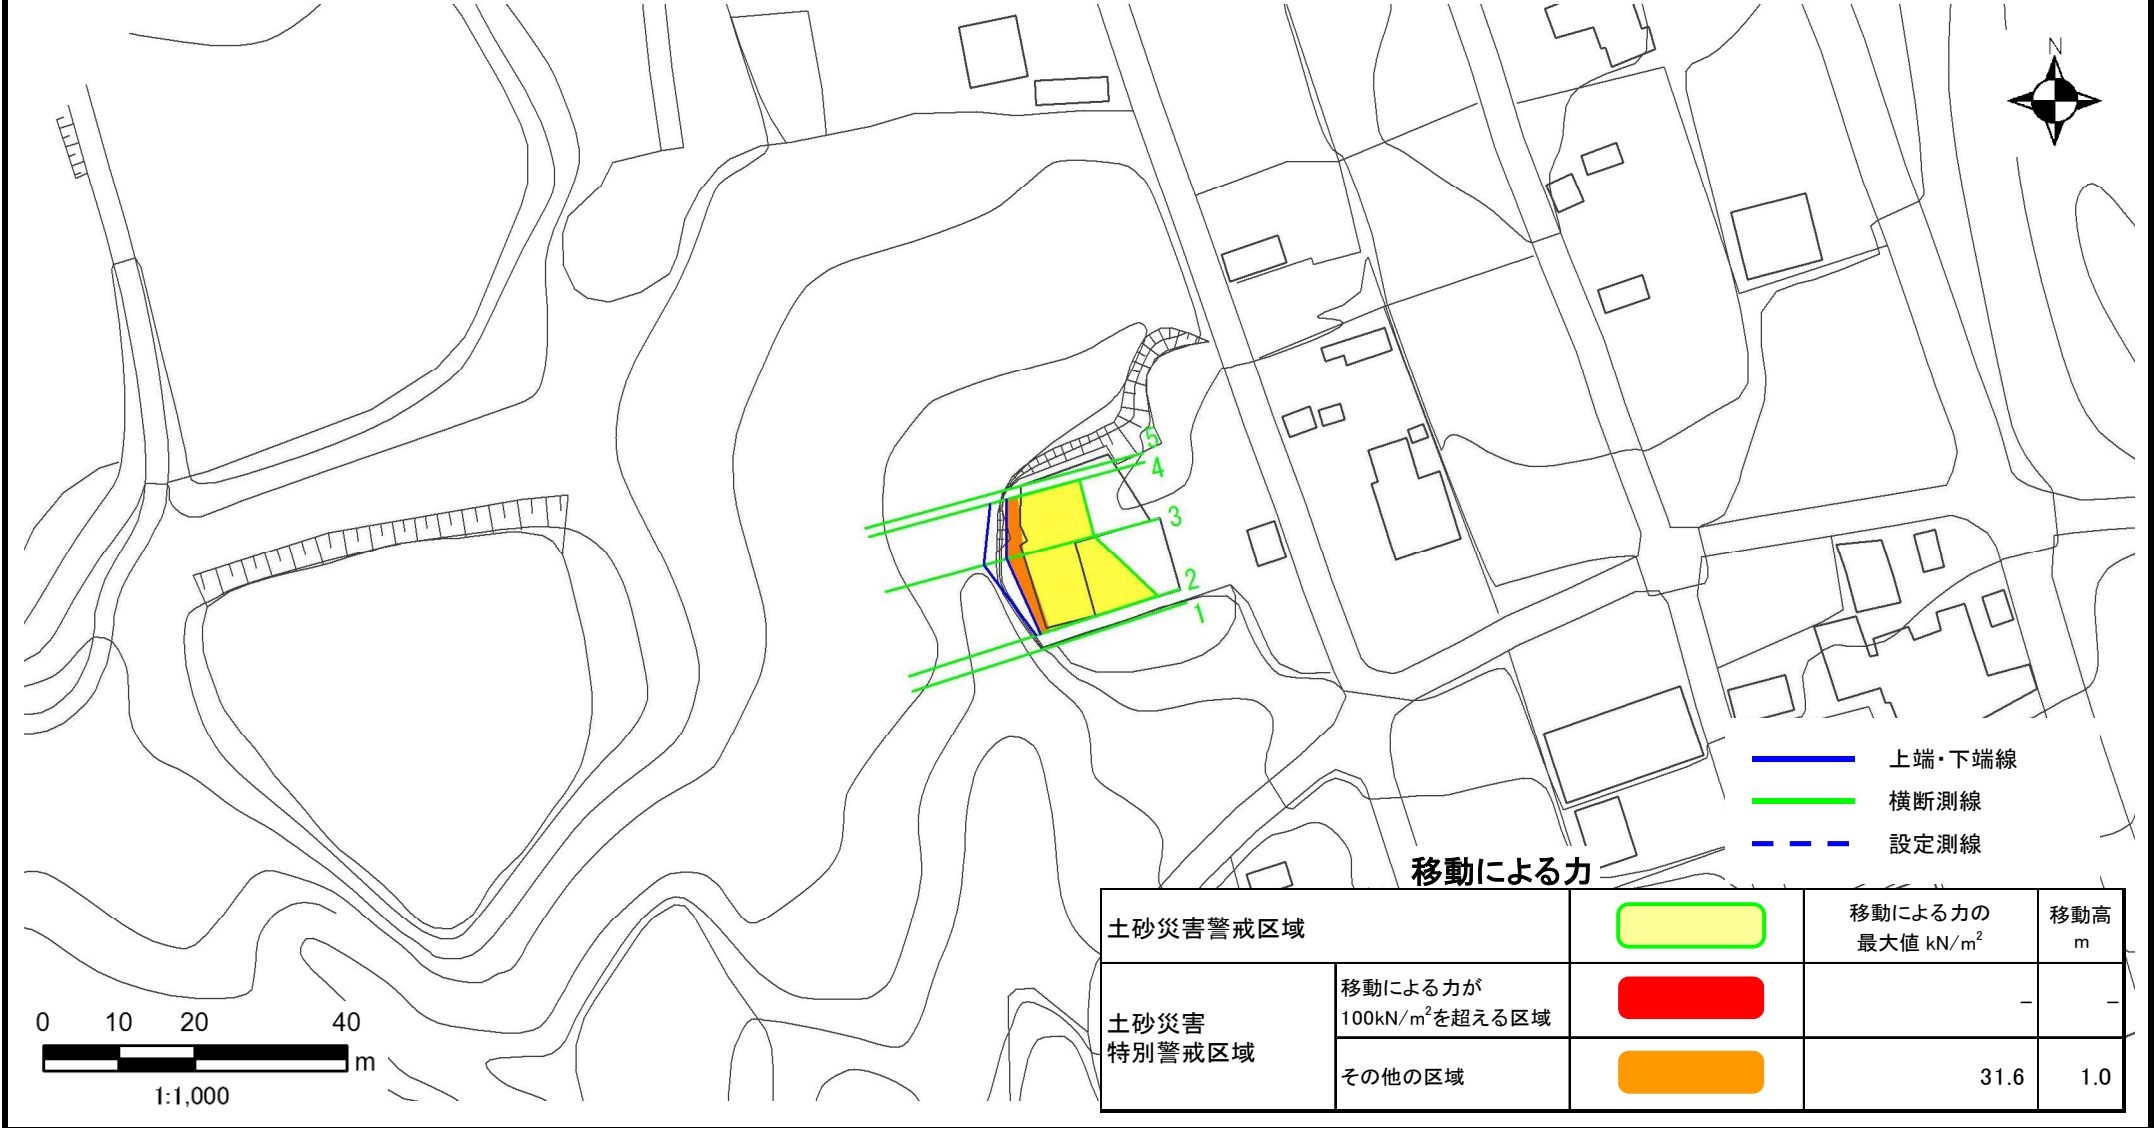 N
5
4
3
2
1
上端・下端線
横断測線
設定測線
移動による力
土砂災害警戒区域
移動による力の
最大値 kN/m²
移動高
m
土砂災害
特別警戒区域
移動による力が
100kN/m²を超える区域
－
－
その他の区域
31.6
1.0
0 10 20 40
m
1:1,000